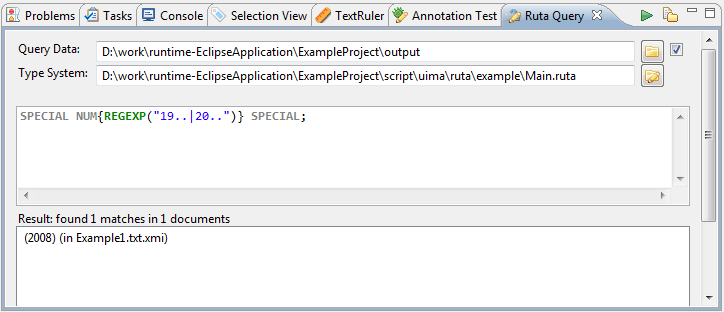 Problems Tasks Console Selection View TextRuler Annotation Test Ruta Query
Query Data: D:\work\runtime-EclipseApplication\ExampleProject\output
Type System: D:\work\runtime-EclipseApplication\ExampleProject\script\uima\ruta\example\Main.ruta
SPECIAL NUM{REGEXP("19..|20..")} SPECIAL;
Result: found 1 matches in 1 documents
(2008) (in Example1.txt.xmi)